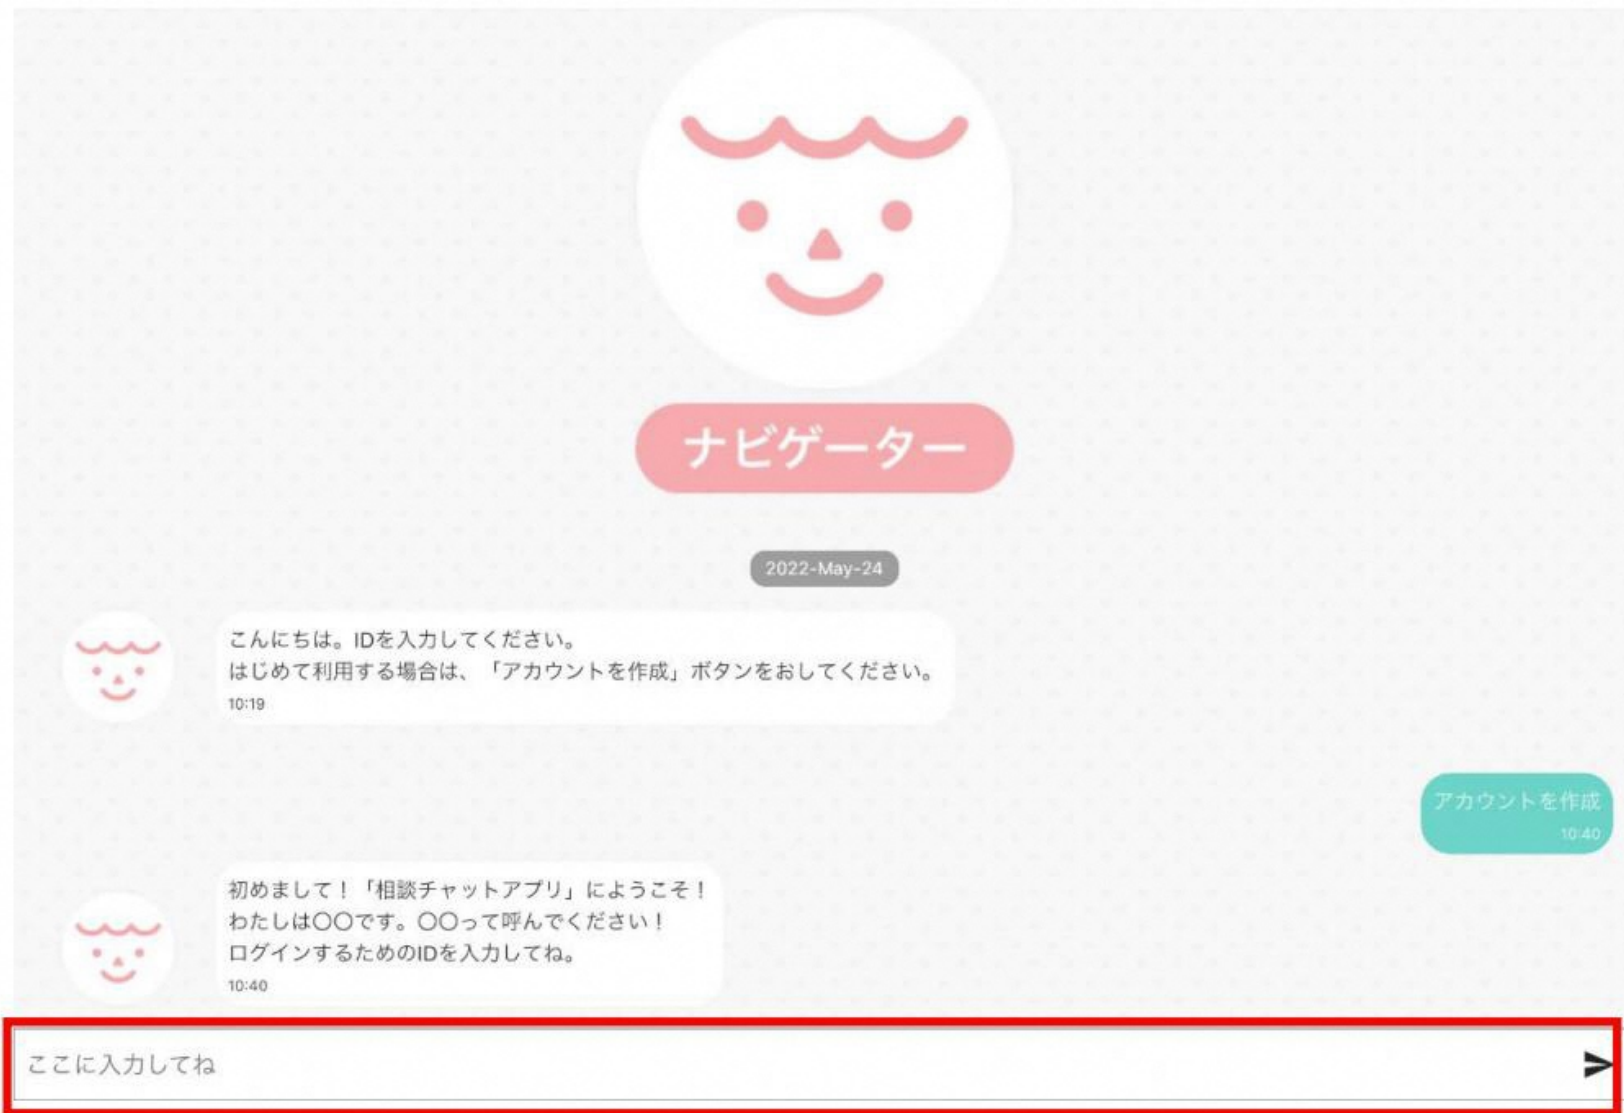 ナビゲーター
2022-May-24
こんにちは。IDを入力してください。
はじめて利用する場合は、「アカウントを作成」ボタンをおしてください。
10:19
アカウントを作成
10:40
初めまして！「相談チャットアプリ」にようこそ！
わたしは〇〇です。〇〇って呼んでください！
ログインするためのIDを入力してね。
10:40
ここに入力してね